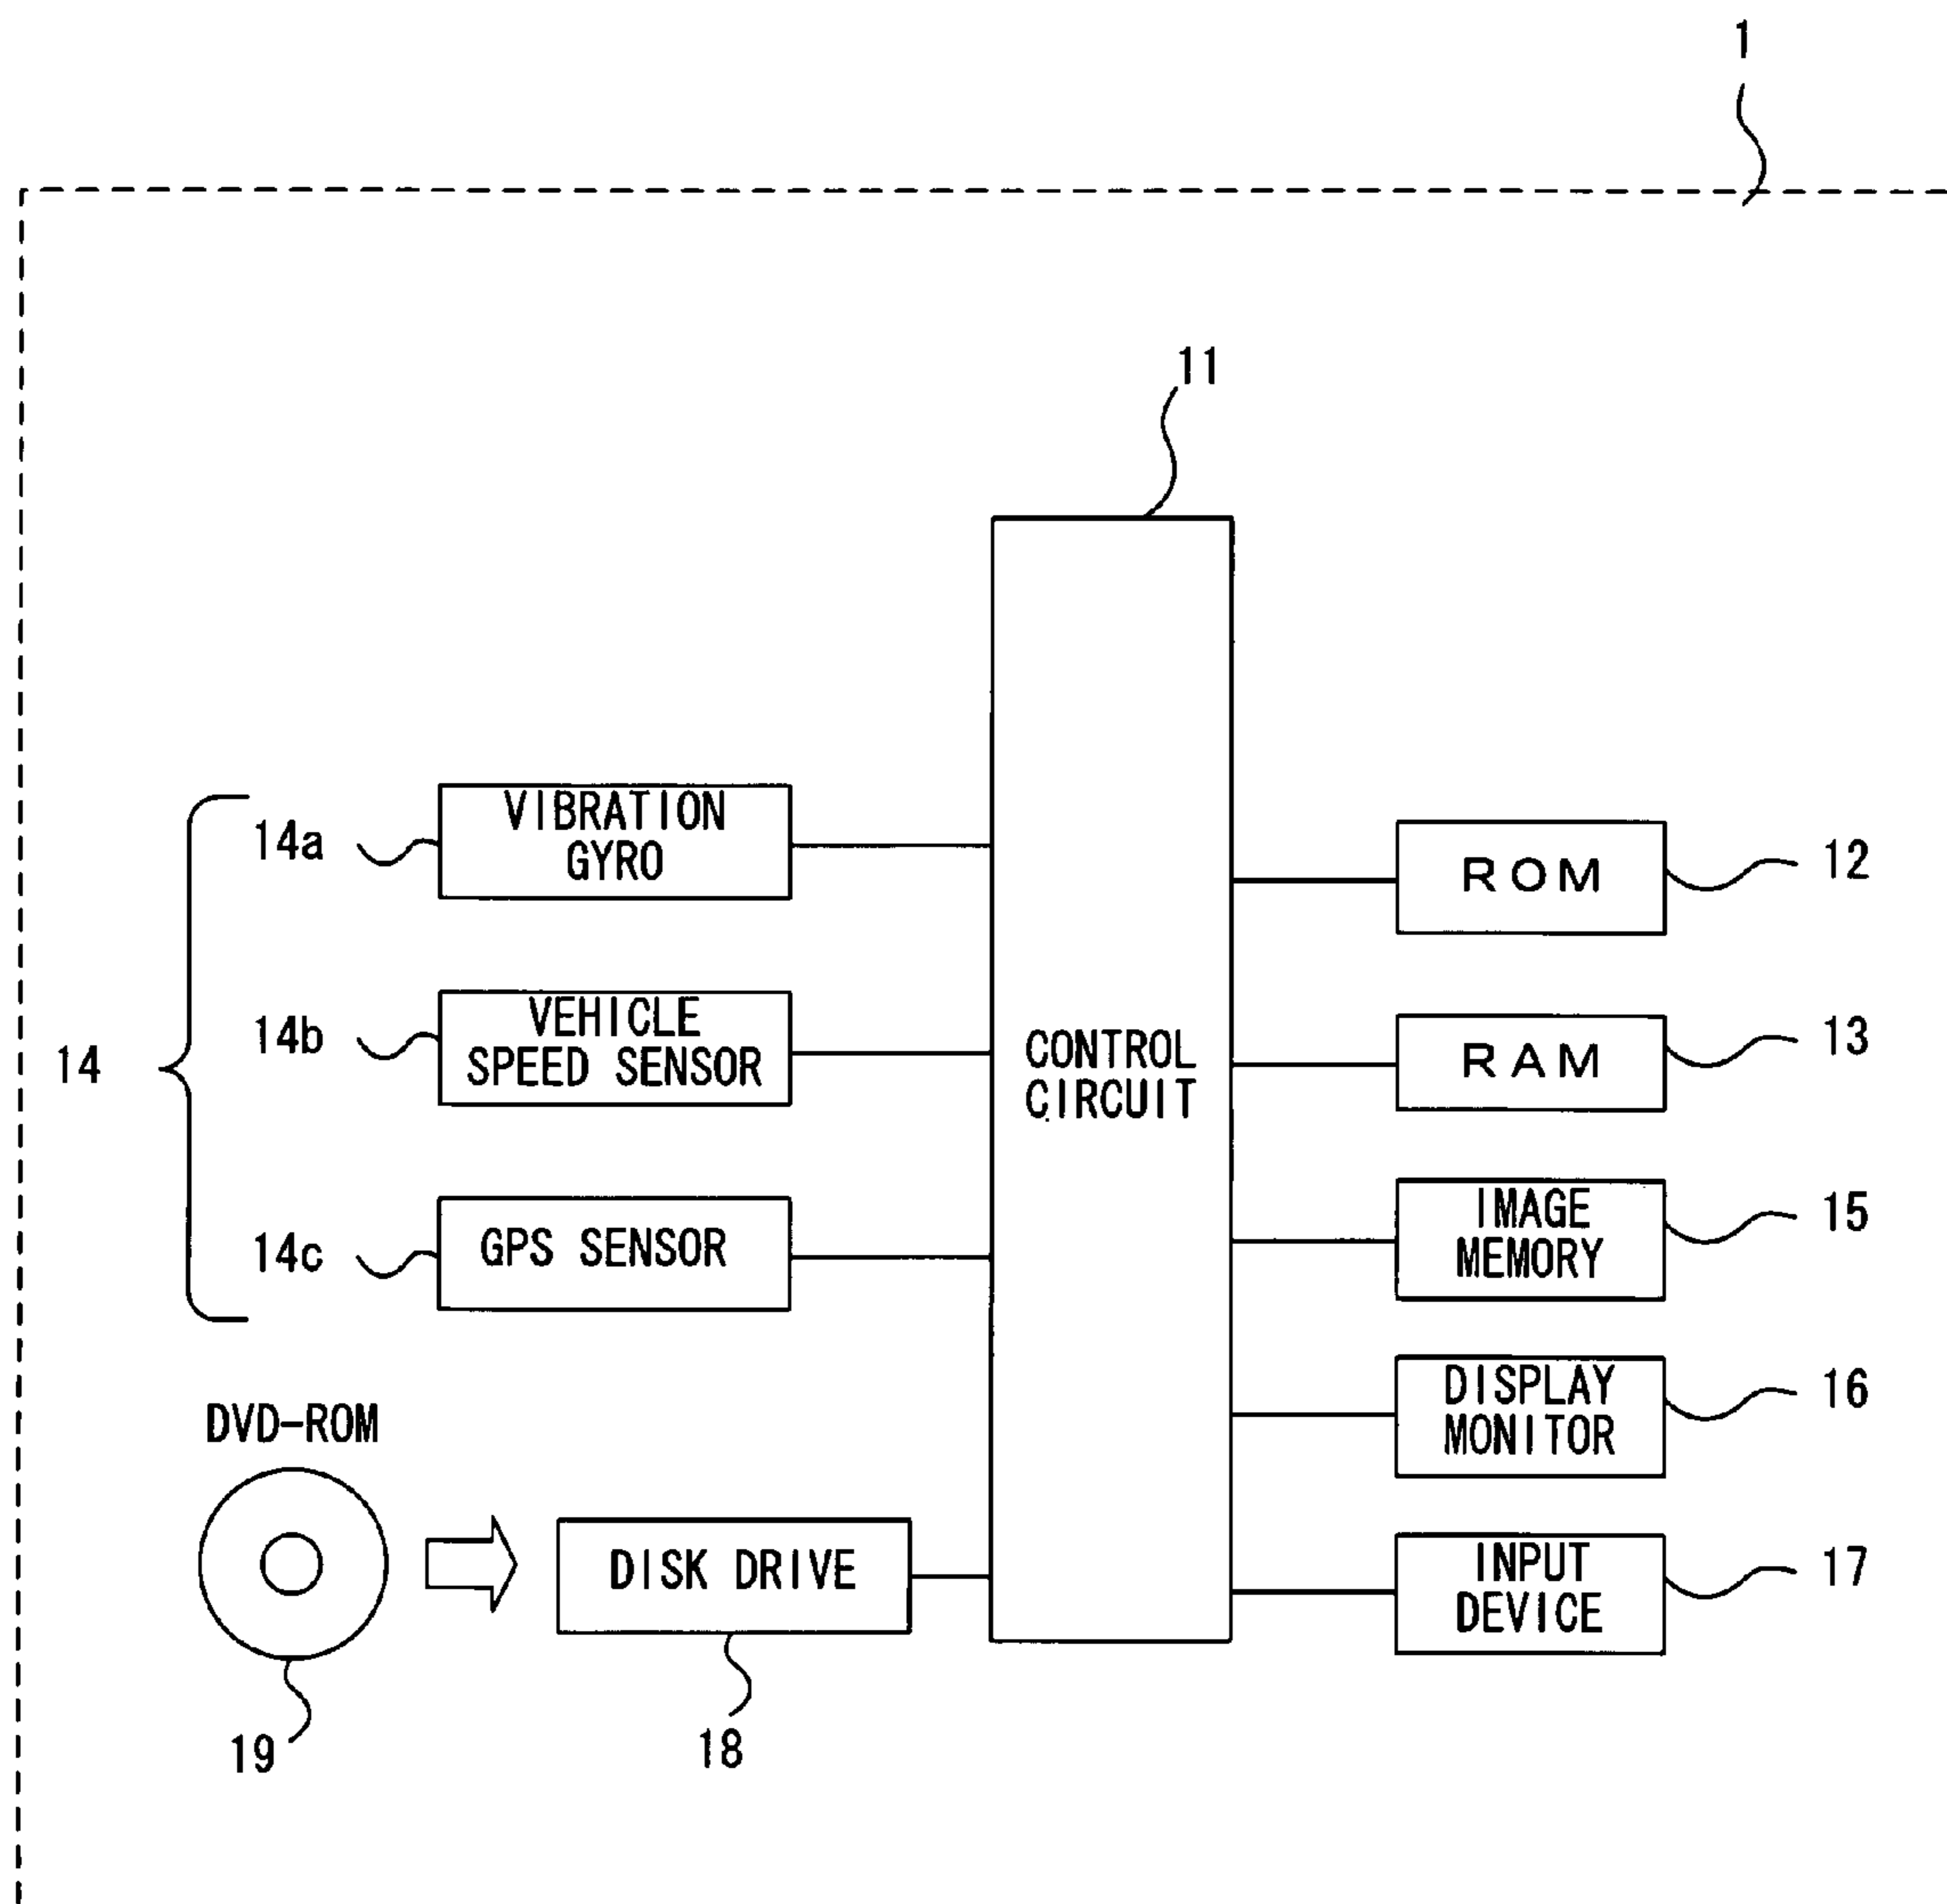 1
11
14
14a
VIBRATION
GYRO
14b
VEHICLE
SPEED SENSOR
14c
GPS SENSOR
DVD-ROM
19
DISK DRIVE
18
CONTROL
CIRCUIT
ROM
12
RAM
13
IMAGE
MEMORY
15
DISPLAY
MONITOR
16
INPUT
DEVICE
17